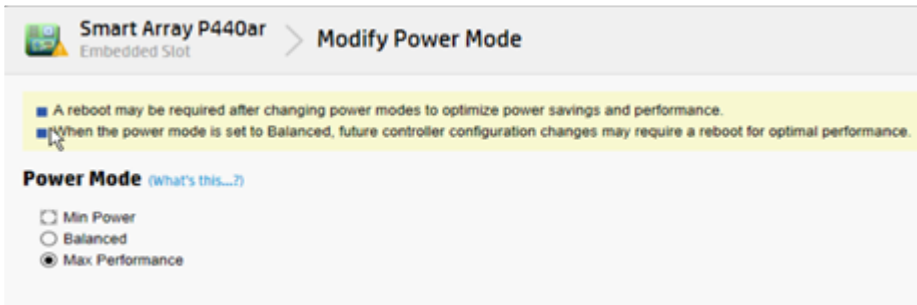 Smart Array P440ar
Embedded Slot
Modify Power Mode
A reboot may be required after changing power modes to optimize power savings and performance.
When the power mode is set to Balanced, future controller configuration changes may require a reboot for optimal performance.
Power Mode (What's this...?)
Min Power
Balanced
Max Performance